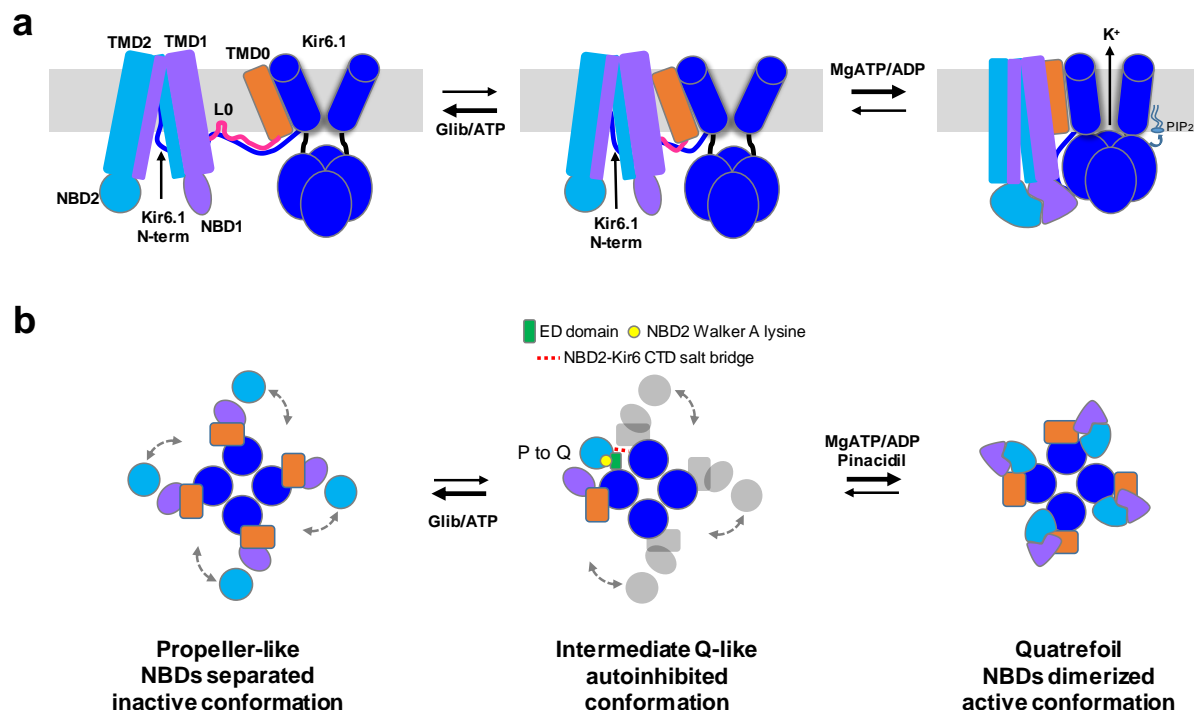 a
TMD2
TMD1
TMD0
Kir6.1
L0
NBD2
Kir6.1
N-term
NBD1
Glib/ATP
Kir6.1
N-term
MgATP/ADP
K+
PIP2
b
ED domain
NBD2 Walker A lysine
NBD2-Kir6 CTD salt bridge
P to Q
Glib/ATP
MgATP/ADP
Pinacidil
Propeller-like
NBDs separated
inactive conformation
Intermediate Q-like
autoinhibited
conformation
Quatrefoil
NBDs dimerized
active conformation